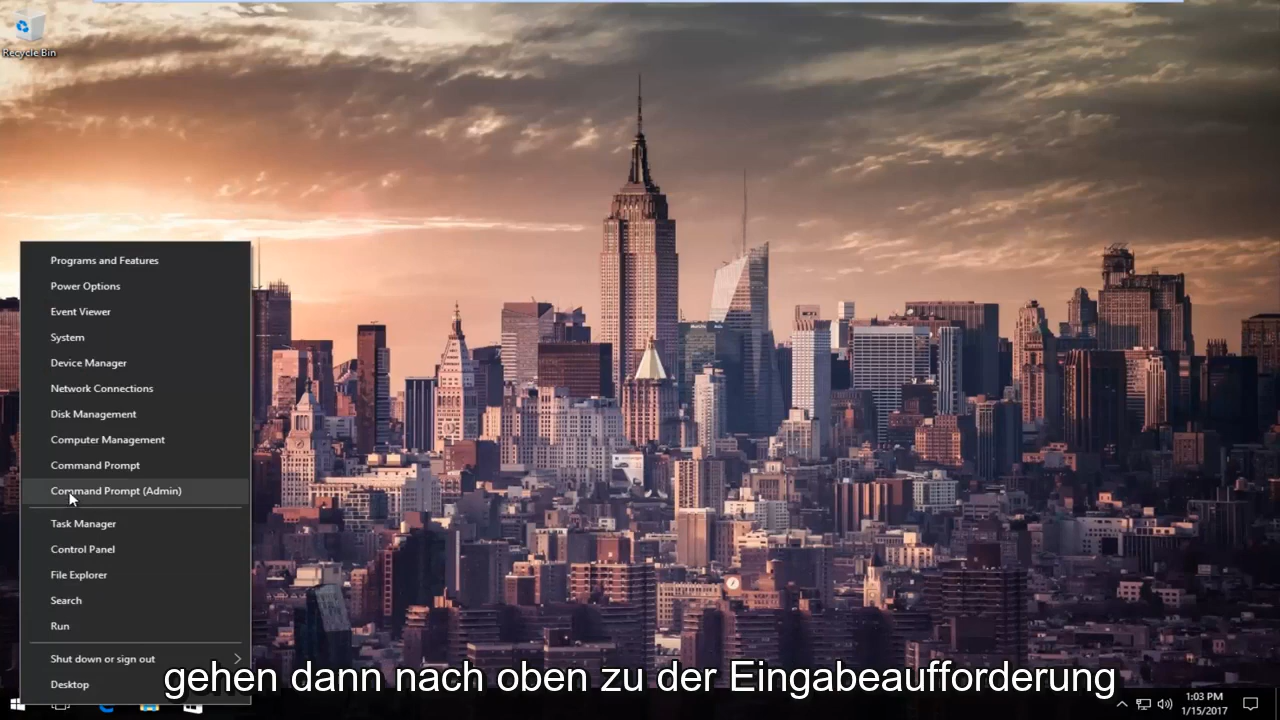 Recycle Bin
Programs and Features
Power Options
Event Viewer
System
Device Manager
Network Connections
Disk Management
Computer Management
Command Prompt
Command Prompt (Admin)
Task Manager
Control Panel
File Explorer
Search
Run
Shut down or sign out
Desktop
gehen dann nach oben zu der Eingabeaufforderung
1:03 PM
1/15/2017